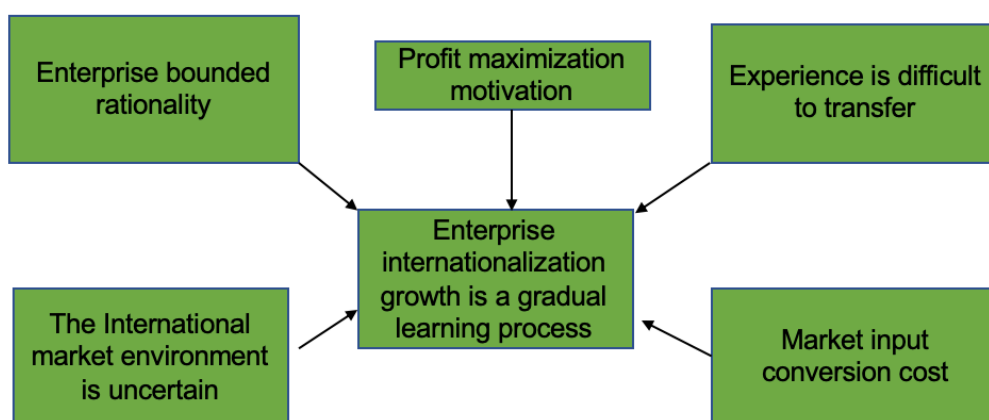 Enterprise bounded
rationality
Profit maximization
motivation
Experience is difficult
to transfer
Enterprise
internationalization
growth is a gradual
learning process
The International
market environment
is uncertain
Market input
conversion cost